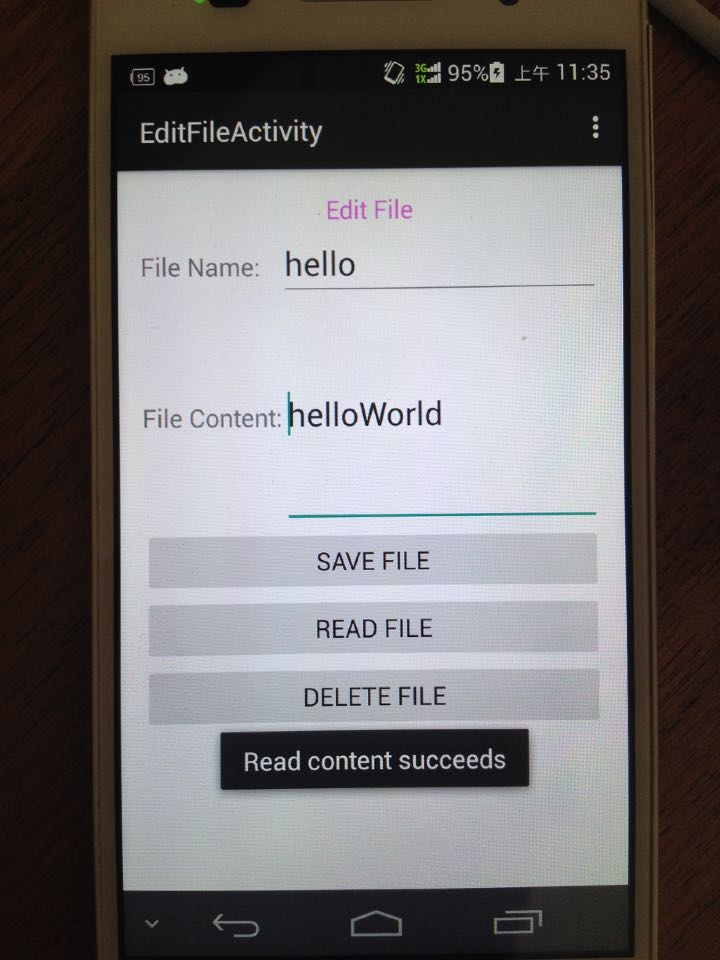 95 3G 1X 95% 上午 11:35
EditFileActivity
Edit File
File Name: hello
File Content: helloWorld
SAVE FILE
READ FILE
DELETE FILE
Read content succeeds